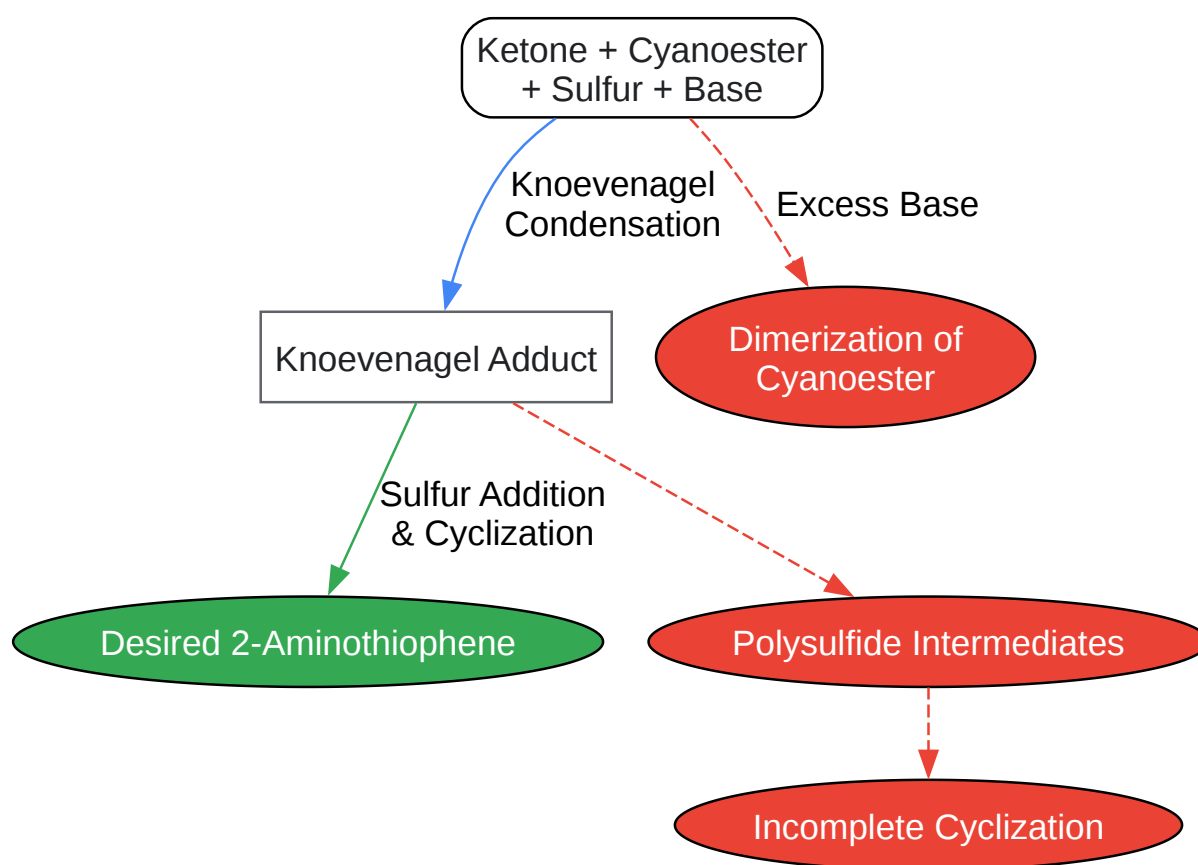 Ketone + Cyanoester
+ Sulfur + Base
Knoevenagel
Condensation
Excess Base
Dimerization of
Cyanoester
Knoevenagel Adduct
Sulfur Addition
& Cyclization
Desired 2-Aminothiophene
Polysulfide Intermediates
Incomplete Cyclization